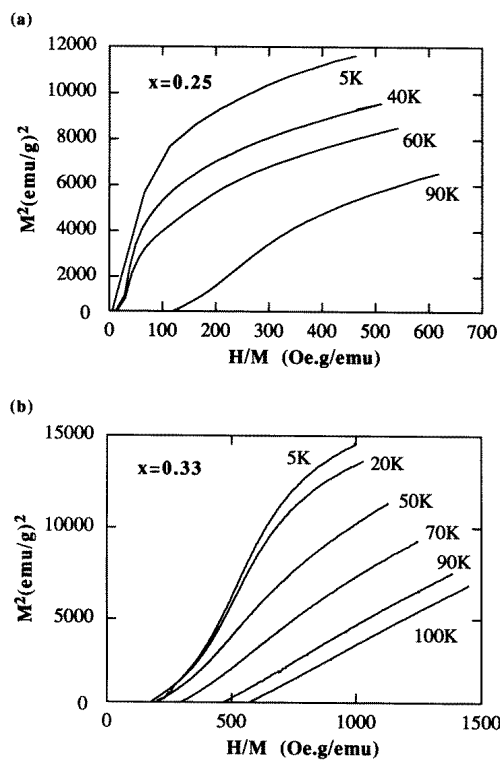 (a)
12000
10000
8000
6000
4000
2000
0
M²(emu/g)²
x=0.25
5K
40K
60K
90K
0 100 200 300 400 500 600 700
H/M (Oe.g/emu)
(b)
15000
10000
5000
0
M²(emu/g)²
x=0.33
5K
20K
50K
70K
90K
100K
0 500 1000 1500
H/M (Oe.g/emu)